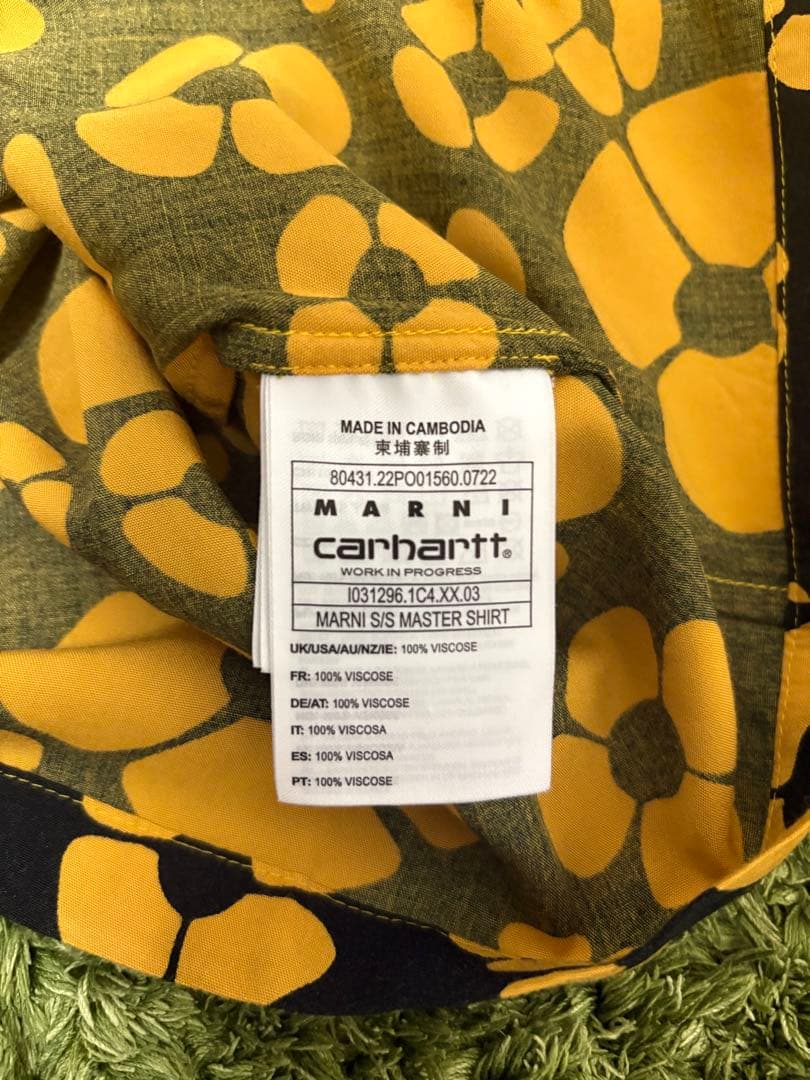 MADE IN CAMBODIA
柬埔寨制
80431.22PO01560.0722
MARNI
carhartt®
WORK IN PROGRESS
I031296.1C4.XX.03
MARNI S/S MASTER SHIRT
UK/USA/AU/NZ/IE: 100% VISCOSE
FR: 100% VISCOSE
DE/AT: 100% VISCOSE
IT: 100% VISCOSA
ES: 100% VISCOSA
PT: 100% VISCOSE